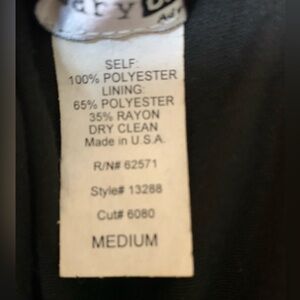 SELF:
100% POLYESTER
LINING:
65% POLYESTER
35% RAYON
DRY CLEAN
Made in U.S.A.
R/N# 62571
Style# 13288
Cut# 6080
MEDIUM